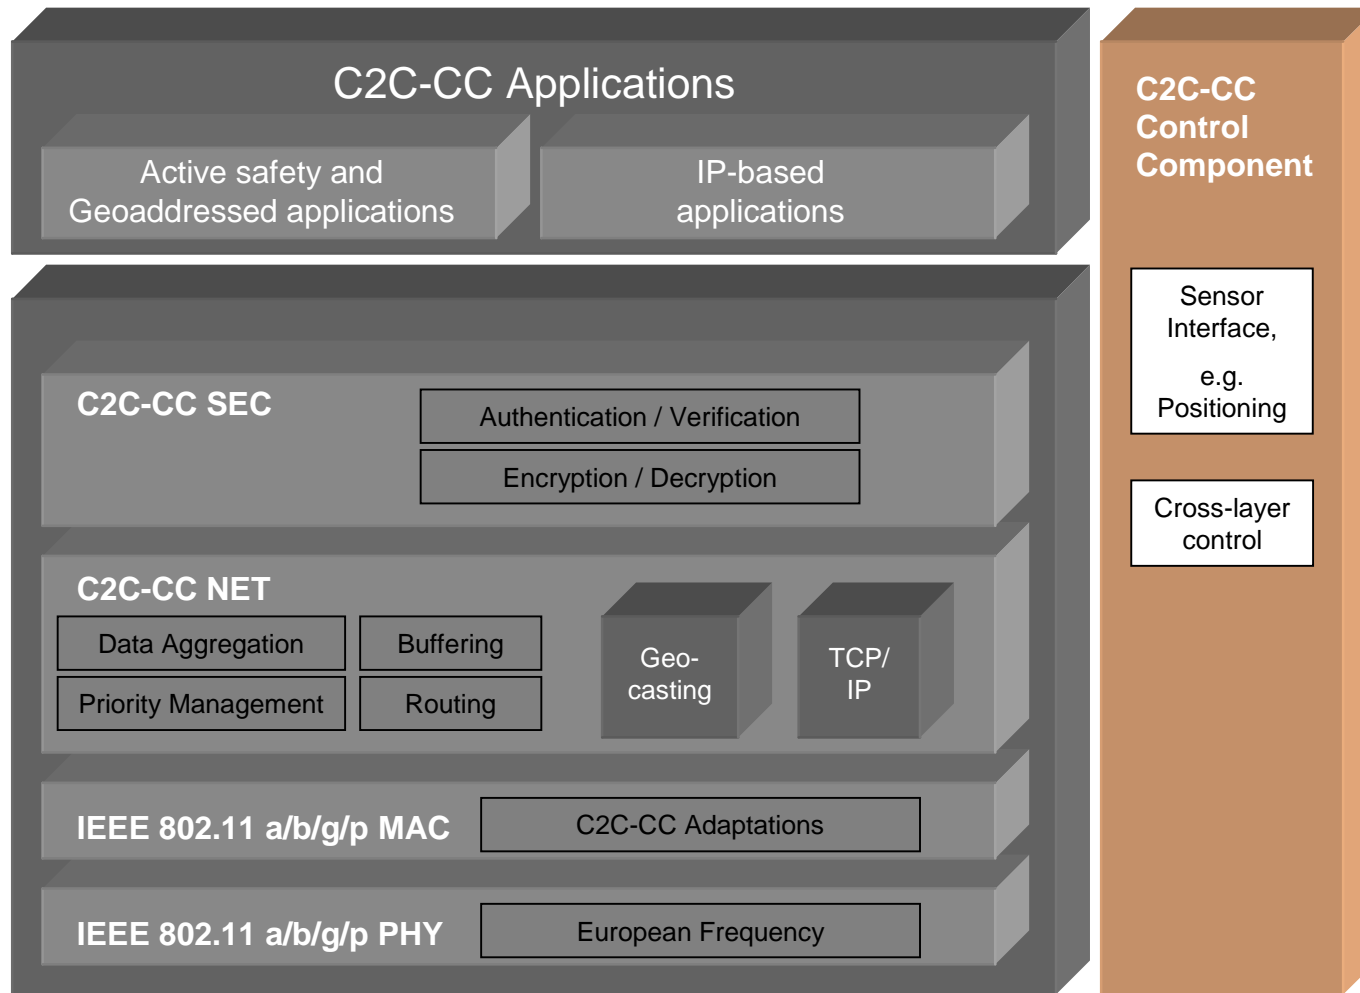 C2C-CC Applications
Active safety and
Geoaddressed applications
IP-based
applications
C2C-CC SEC
Authentication / Verification
Encryption / Decryption
C2C-CC NET
Data Aggregation
Buffering
Priority Management
Routing
Geo-
casting
TCP/
IP
IEEE 802.11 a/b/g/p MAC
C2C-CC Adaptations
IEEE 802.11 a/b/g/p PHY
European Frequency
C2C-CC
Control
Component
Sensor
Interface,
e.g.
Positioning
Cross-layer
control